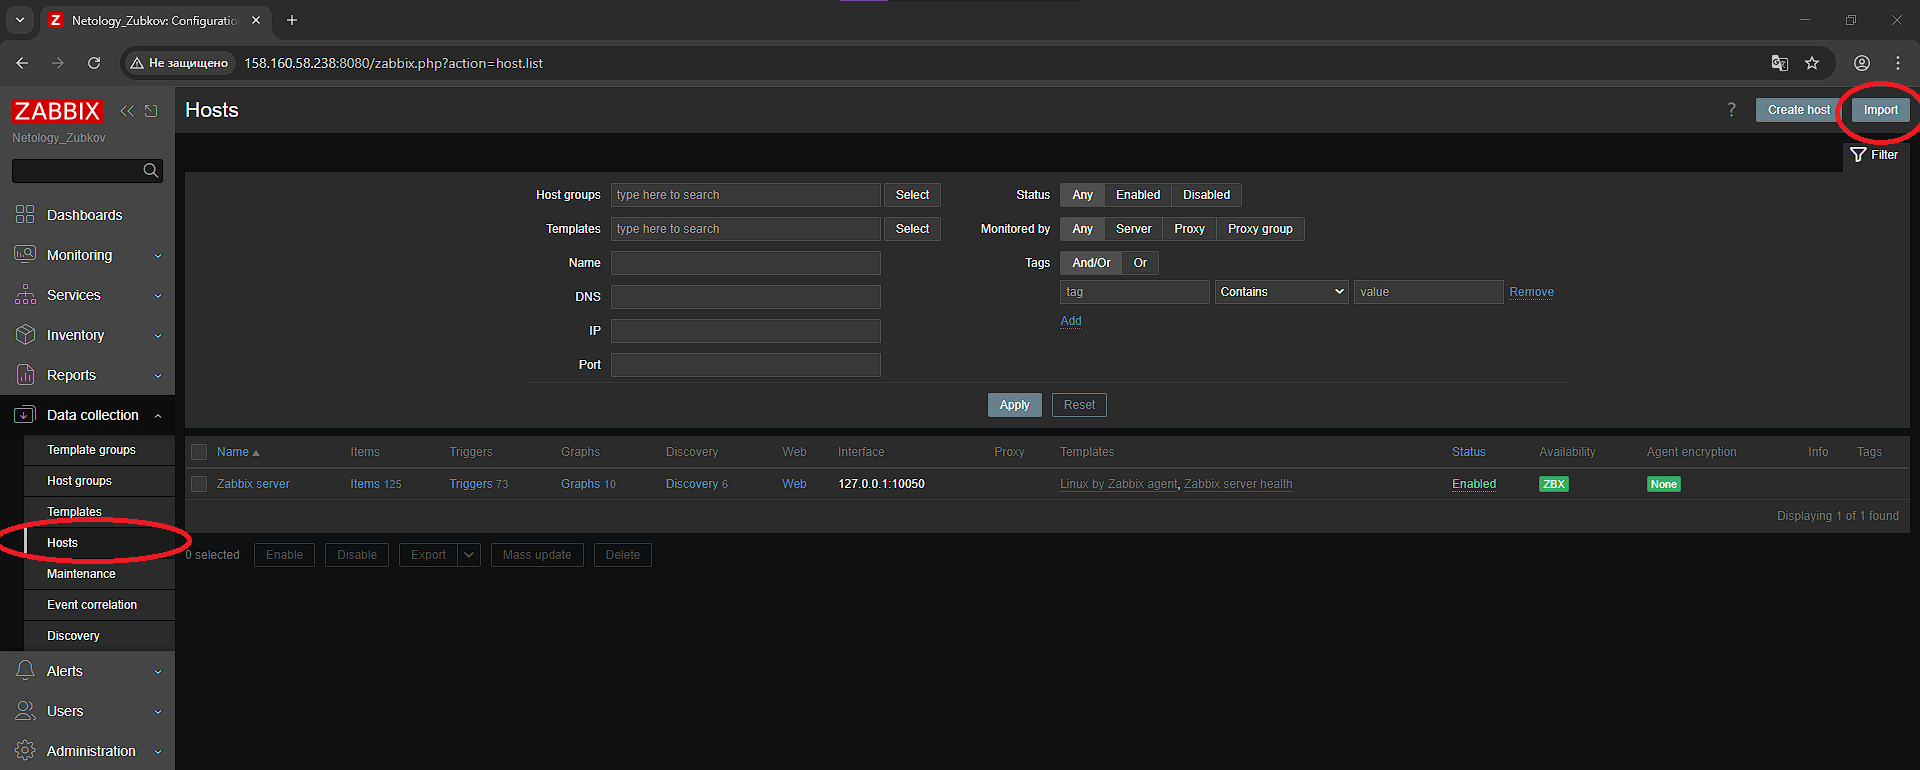 Netology_Zubkov: Configuratio
Не защищено 158.160.58.238:8080/zabbix.php?action=host.list
ZABBIX
Netology_Zubkov
Dashboards
Monitoring
Services
Inventory
Reports
Data collection
Template groups
Host groups
Templates
Hosts
Maintenance
Event correlation
Discovery
Alerts
Users
Administration
Hosts
? Create host Import
Filter
Host groups type here to search Select
Templates type here to search Select
Name
DNS
IP
Port
Status Any Enabled Disabled
Monitored by Any Server Proxy Proxy group
Tags And/Or Or
tag Contains value Remove
Add
Apply Reset
Name Items Triggers Graphs Discovery Web Interface Proxy Templates Status Availability Agent encryption Info Tags
Zabbix server Items 125 Triggers 73 Graphs 10 Discovery 6 Web 127.0.0.1:10050 Linux by Zabbix agent, Zabbix server health Enabled ZBX None
Displaying 1 of 1 found
0 selected Enable Disable Export Mass update Delete